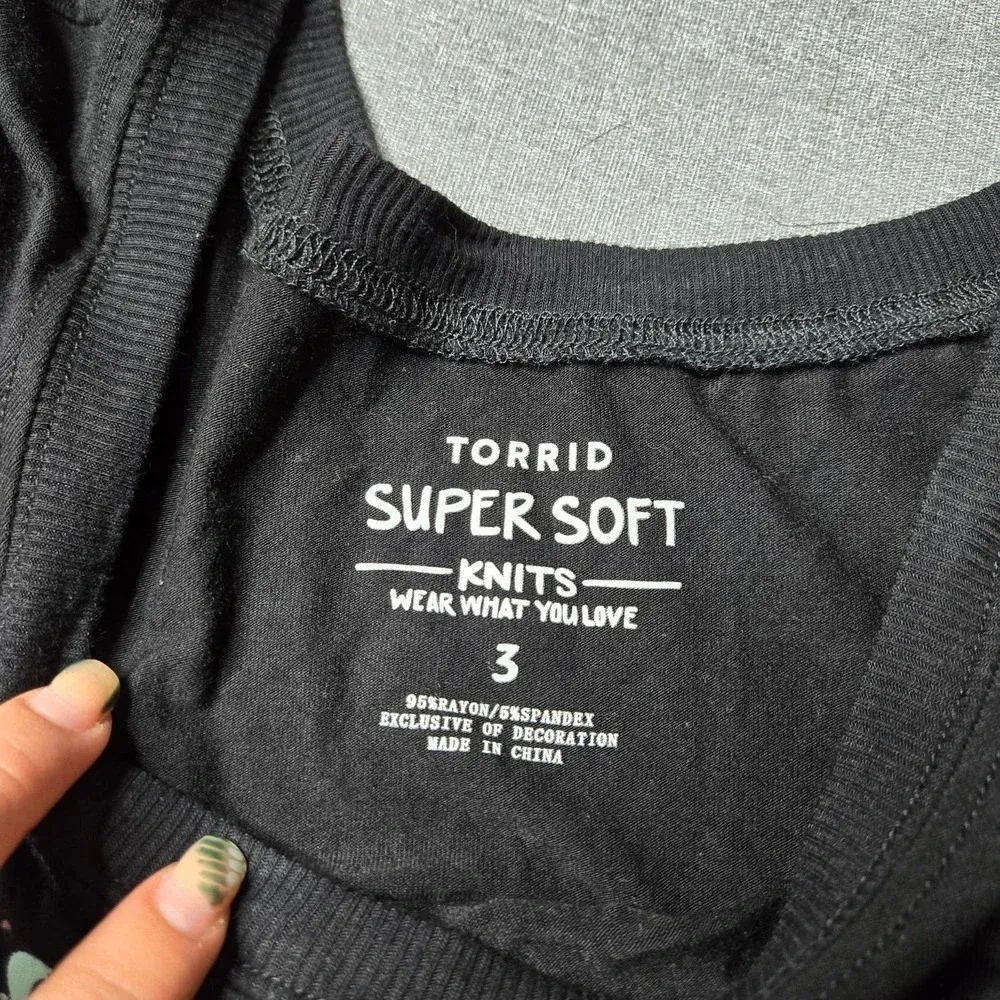 TORRID
SUPER SOFT
KNITS
WEAR WHAT YOU LOVE
3
95%RAYON/5%SPANDEX
EXCLUSIVE OF DECORATION
MADE IN CHINA